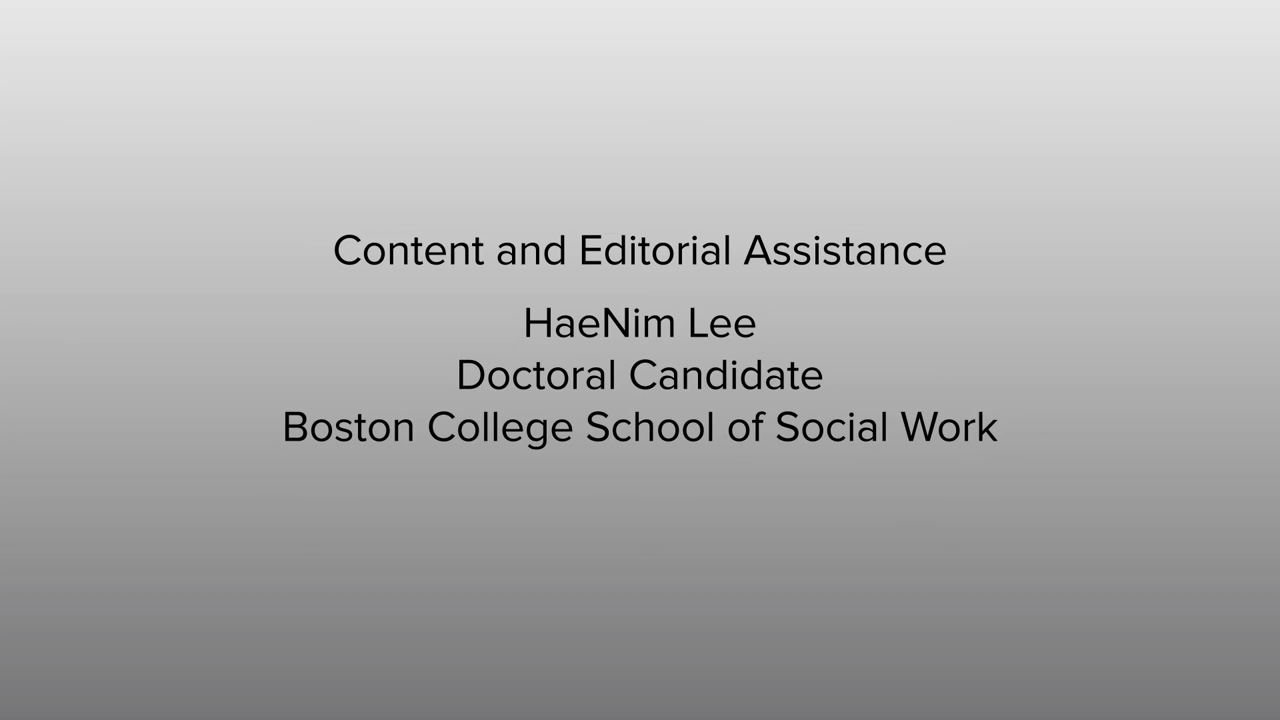 Content and Editorial Assistance
HaeNim Lee
Doctoral Candidate
Boston College School of Social Work